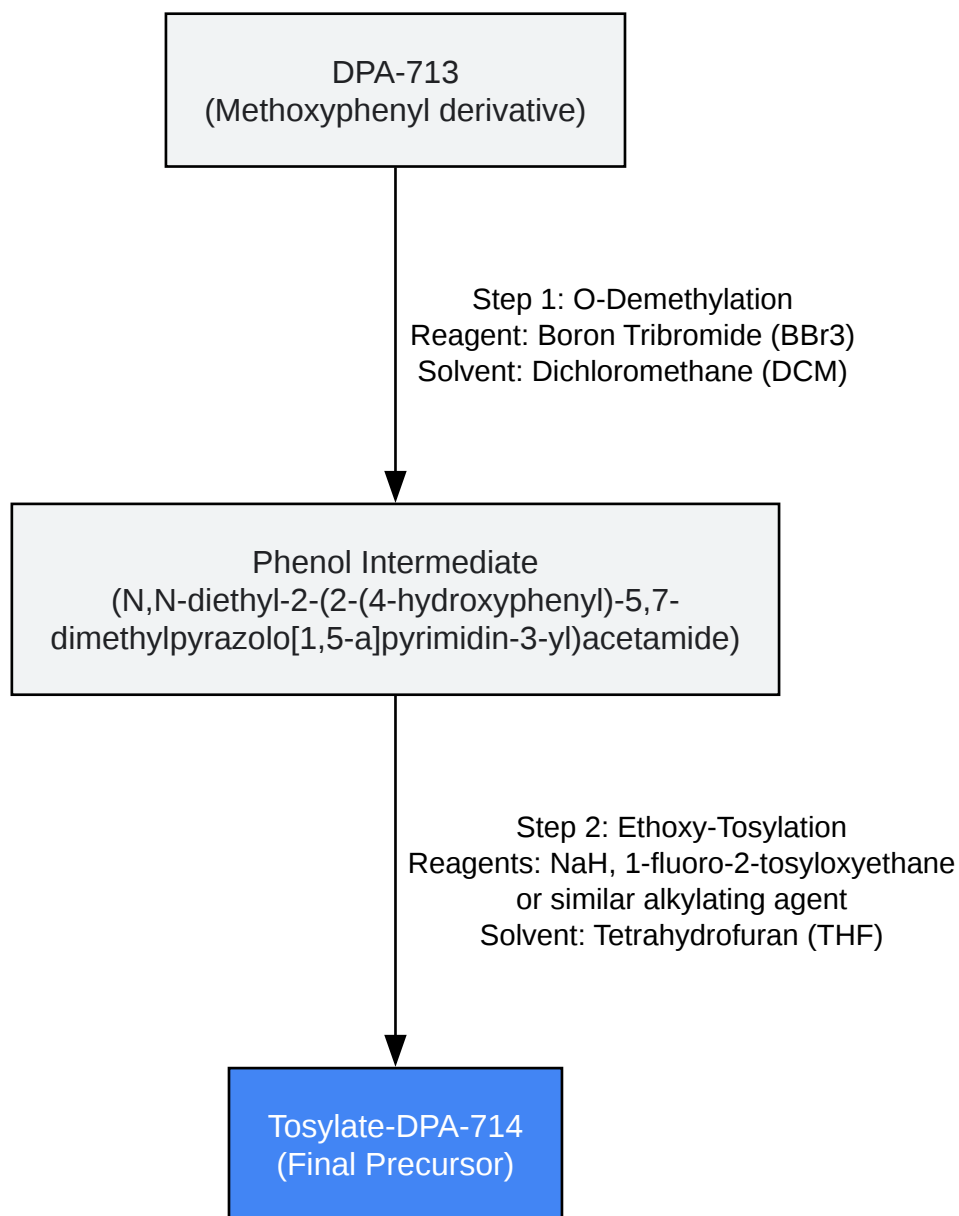 DPA-713
(Methoxyphenyl derivative)
Step 1: O-Demethylation
Reagent: Boron Tribromide (BBr3)
Solvent: Dichloromethane (DCM)
Phenol Intermediate
(N,N-diethyl-2-(2-(4-hydroxyphenyl)-5,7-
dimethylpyrazolo[1,5-a]pyrimidin-3-yl)acetamide)
Step 2: Ethoxy-Tosylation
Reagents: NaH, 1-fluoro-2-tosyloxyethane
or similar alkylating agent
Solvent: Tetrahydrofuran (THF)
Tosylate-DPA-714
(Final Precursor)